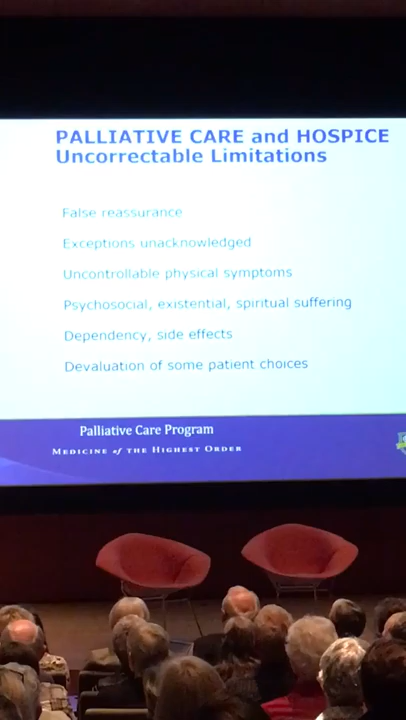 PALLIATIVE CARE and HOSPICE
Uncorrectable Limitations
False reassurance
Exceptions unacknowledged
Uncontrollable physical symptoms
Psychosocial, existential, spiritual suffering
Dependency, side effects
Devaluation of some patient choices
Palliative Care Program
MEDICINE of THE HIGHEST ORDER